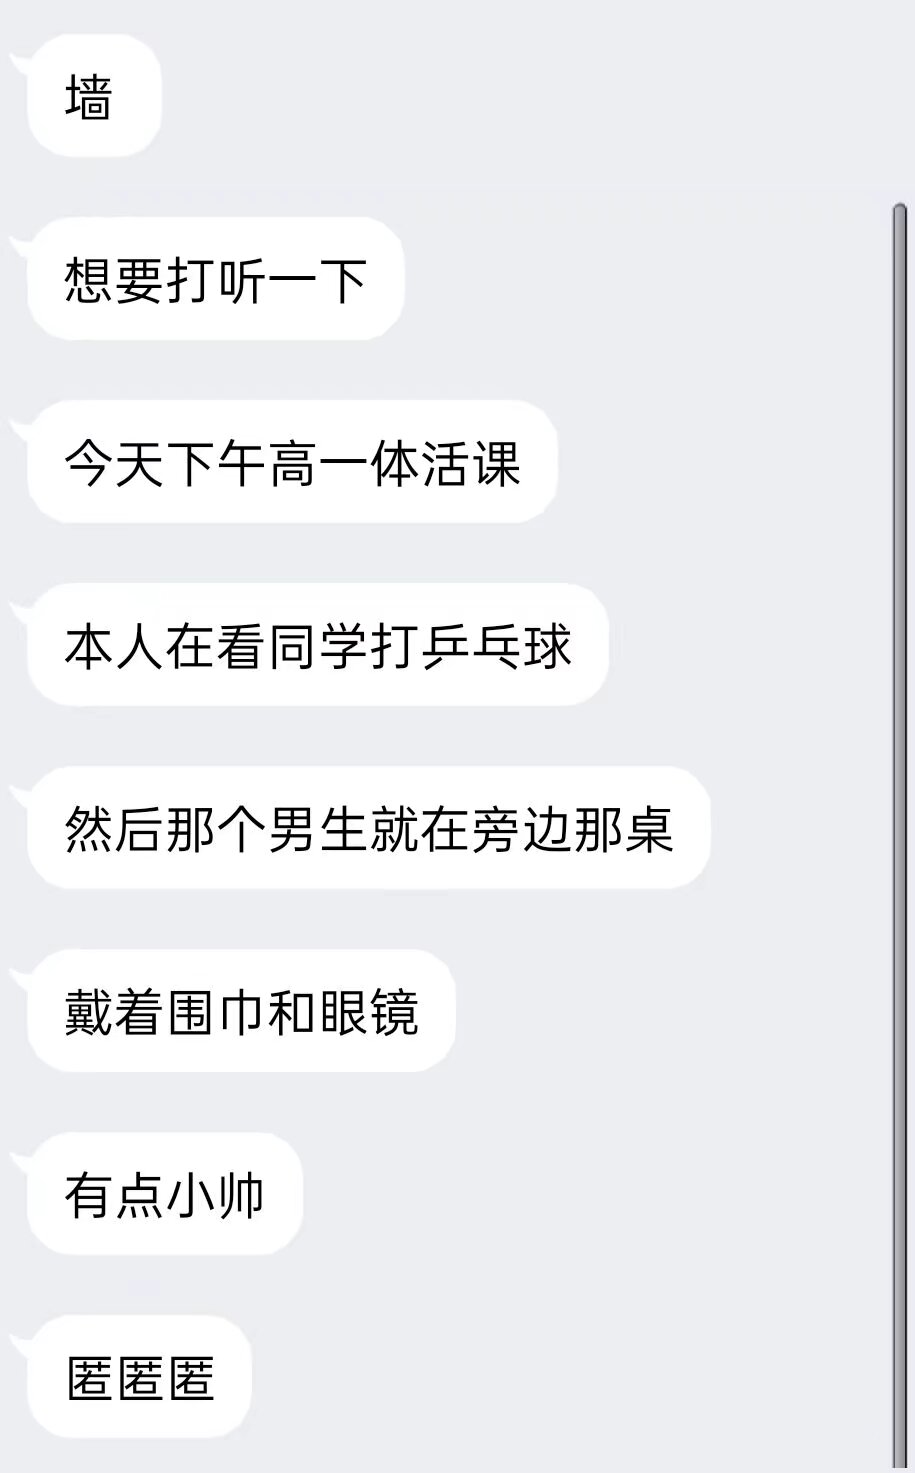 墙
想要打听一下
今天下午高一体活课
本人在看同学打乒乓球
然后那个男生就在旁边那桌
戴着围巾和眼镜
有点小帅
匿匿匿